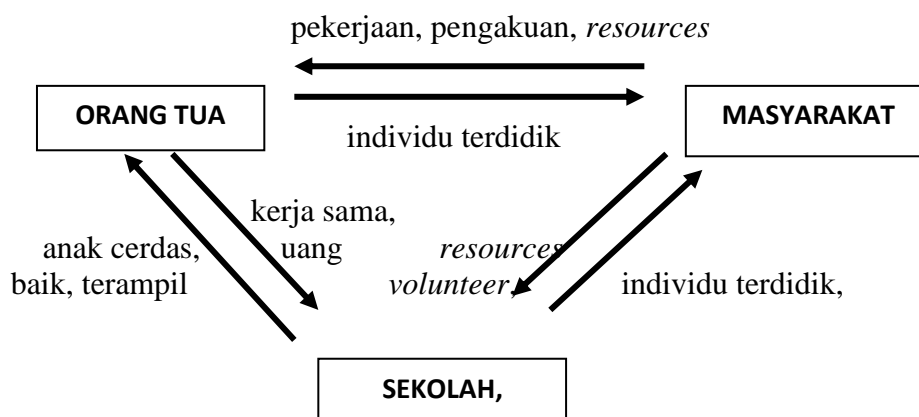 pekerjaan, pengakuan, resources
ORANG TUA
MASYARAKAT
individu terdidik
kerja sama,
uang
anak cerdas,
baik, terampil
resources
volunteer,
individu terdidik,
SEKOLAH,